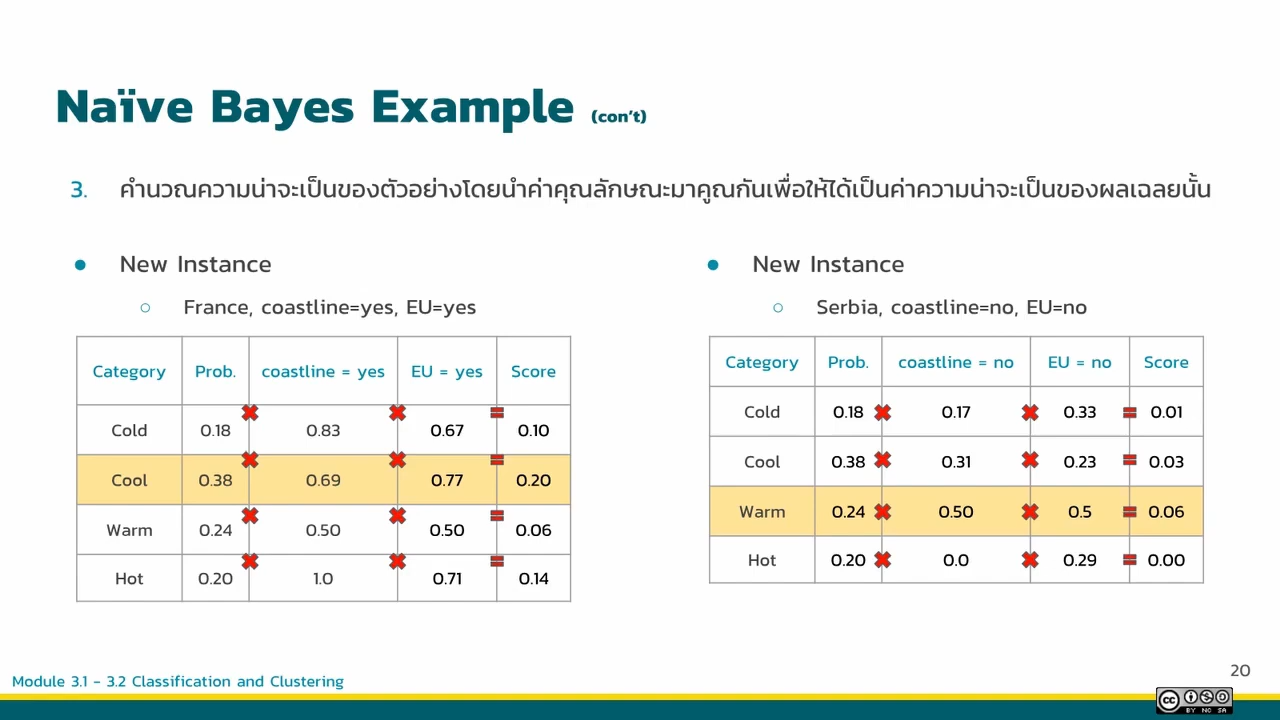 Naïve Bayes Example (con't)
3. คำนวณความน่าจะเป็นของตัวอย่างโดยนำค่าคุณลักษณะมาคูณกันเพื่อให้ได้เป็นค่าความน่าจะเป็นของผลเฉลยนั้น
● New Instance
○ France, coastline=yes, EU=yes
Category Prob. coastline = yes EU = yes Score
Cold 0.18 ✖ 0.83 ✖ 0.67 = 0.10
Cool 0.38 ✖ 0.69 ✖ 0.77 = 0.20
Warm 0.24 ✖ 0.50 ✖ 0.50 = 0.06
Hot 0.20 ✖ 1.0 ✖ 0.71 = 0.14
● New Instance
○ Serbia, coastline=no, EU=no
Category Prob. coastline = no EU = no Score
Cold 0.18 ✖ 0.17 ✖ 0.33 = 0.01
Cool 0.38 ✖ 0.31 ✖ 0.23 = 0.03
Warm 0.24 ✖ 0.50 ✖ 0.5 = 0.06
Hot 0.20 ✖ 0.0 ✖ 0.29 = 0.00
20
Module 3.1 - 3.2 Classification and Clustering
cc
BY NC SA